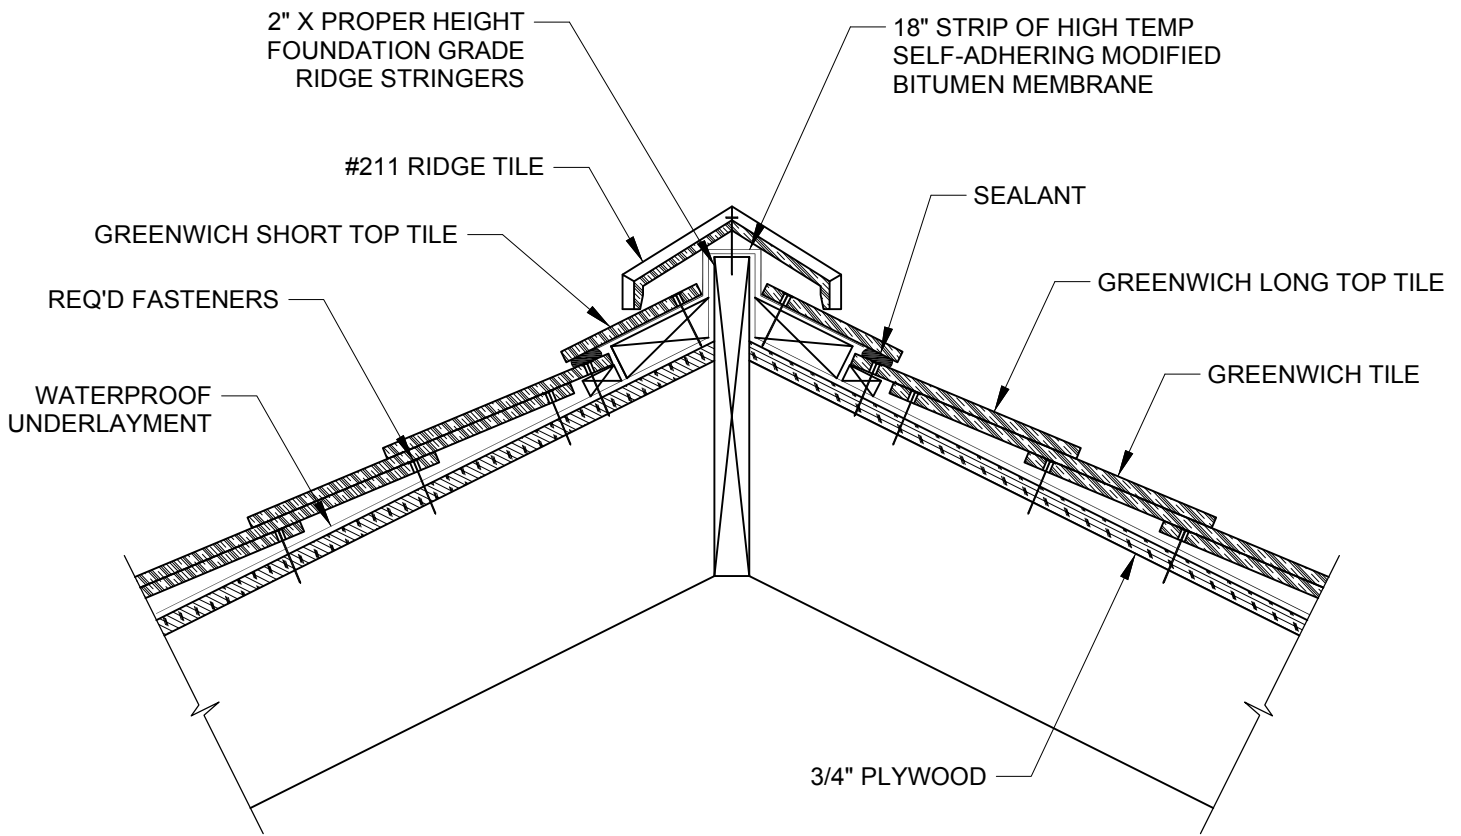 2" X PROPER HEIGHT
FOUNDATION GRADE
RIDGE STRINGERS
18" STRIP OF HIGH TEMP
SELF-ADHERING MODIFIED
BITUMEN MEMBRANE
#211 RIDGE TILE
SEALANT
GREENWICH SHORT TOP TILE
GREENWICH LONG TOP TILE
REQ'D FASTENERS
GREENWICH TILE
WATERPROOF
UNDERLAYMENT
3/4" PLYWOOD